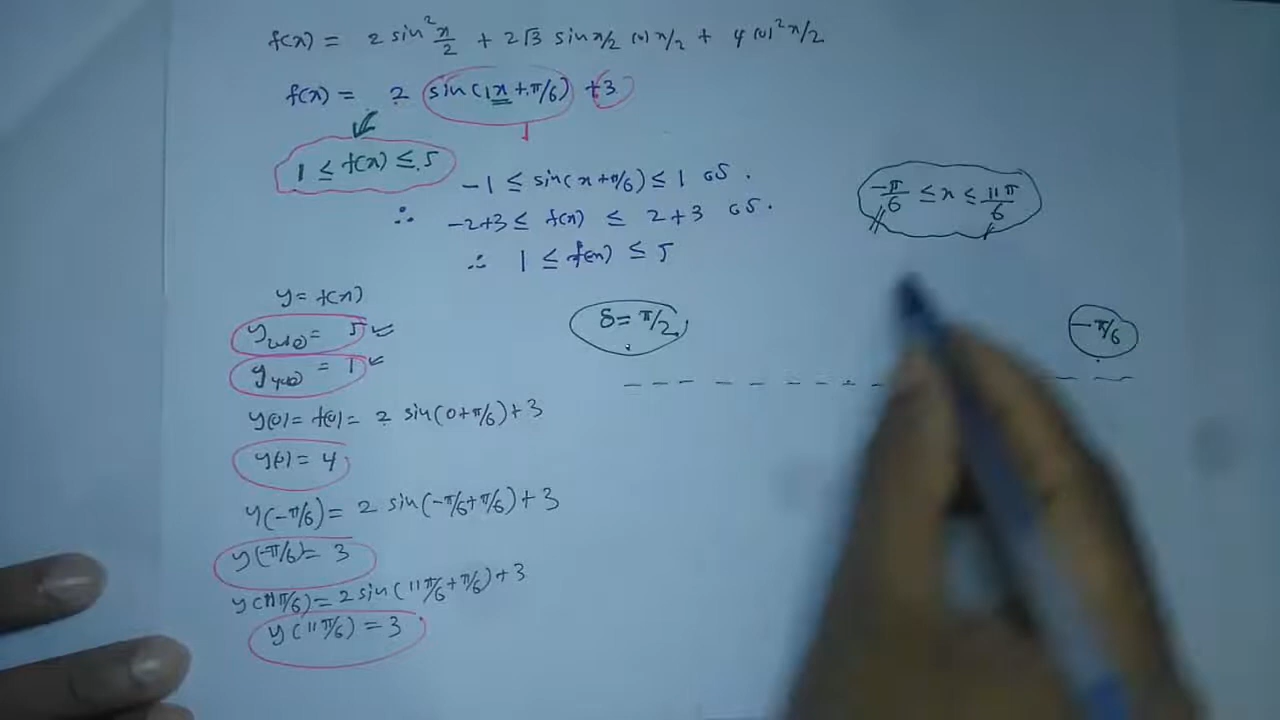 f(x) = 2 sin² x/2 + 2√3 sin x/2 cos x/2 + 4 cos² x/2
f(x) = 2 sin(1x + π/6) + 3
1 ≤ f(x) ≤ 5
-1 ≤ sin(x + π/6) ≤ 1
∴ -2+3 ≤ f(x) ≤ 2+3
∴ 1 ≤ f(x) ≤ 5
-π/6 ≤ x ≤ 11π/6
y = f(x)
= 5
= 1
δ = π/2
-π/6
y(0) = f(0) = 2 sin(0+π/6)+3
y(0) = 4
y(-π/6) = 2 sin(-π/6+π/6)+3
y(-π/6) = 3
y(11π/6) = 2 sin(11π/6+π/6)+3
y(11π/6) = 3